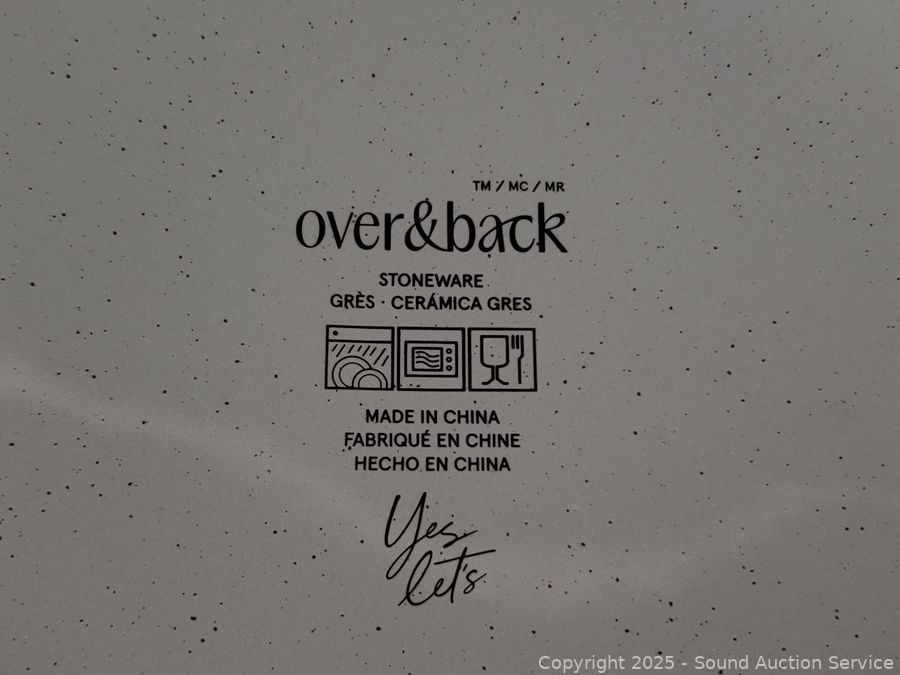 TM / MC / MR
over&back
STONEWARE
GRÈS · CERÁMICA GRES
MADE IN CHINA
FABRIQUÉ EN CHINE
HECHO EN CHINA
Yes
let's
Copyright 2025 - Sound Auction Service